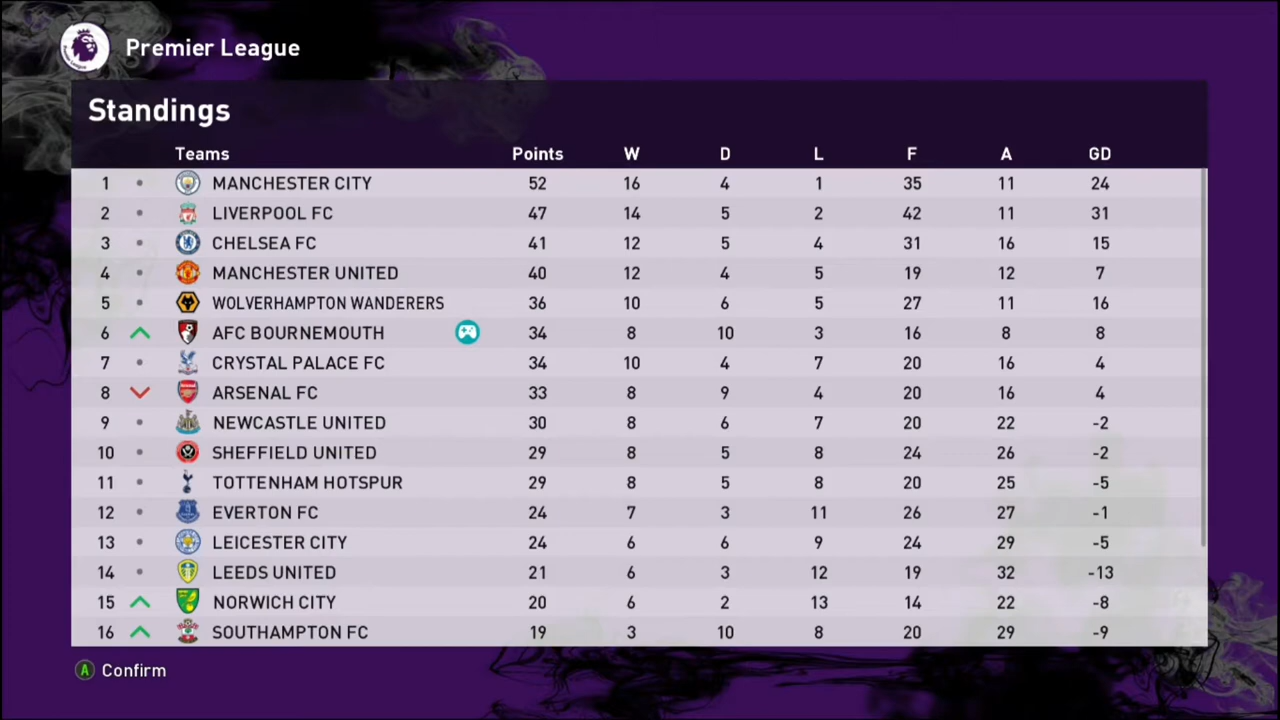 Premier League
Standings
Teams Points W D L F A GD
1 MANCHESTER CITY 52 16 4 1 35 11 24
2 LIVERPOOL FC 47 14 5 2 42 11 31
3 CHELSEA FC 41 12 5 4 31 16 15
4 MANCHESTER UNITED 40 12 4 5 19 12 7
5 WOLVERHAMPTON WANDERERS 36 10 6 5 27 11 16
6 AFC BOURNEMOUTH 34 8 10 3 16 8 8
7 CRYSTAL PALACE FC 34 10 4 7 20 16 4
8 ARSENAL FC 33 8 9 4 20 16 4
9 NEWCASTLE UNITED 30 8 6 7 20 22 -2
10 SHEFFIELD UNITED 29 8 5 8 24 26 -2
11 TOTTENHAM HOTSPUR 29 8 5 8 20 25 -5
12 EVERTON FC 24 7 3 11 26 27 -1
13 LEICESTER CITY 24 6 6 9 24 29 -5
14 LEEDS UNITED 21 6 3 12 19 32 -13
15 NORWICH CITY 20 6 2 13 14 22 -8
16 SOUTHAMPTON FC 19 3 10 8 20 29 -9
A Confirm